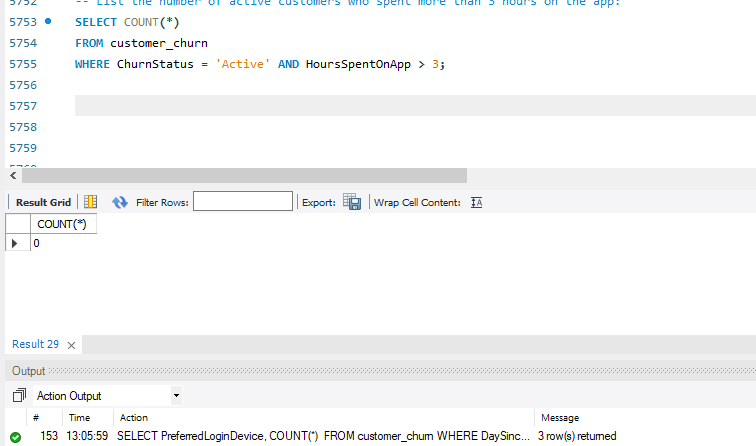 5752 -- List the number of active customers who spent more than 3 hours on the app:
5753 SELECT COUNT(*)
5754 FROM customer_churn
5755 WHERE ChurnStatus = 'Active' AND HoursSpentOnApp > 3;
5756
5757
5758
5759
5760
Result Grid Filter Rows: Export: Wrap Cell Content:
COUNT(*)
0
Result 29
Output
Action Output
# Time Action Message
153 13:05:59 SELECT PreferredLoginDevice, COUNT(*) FROM customer_churn WHERE DaySinc... 3 row(s) returned